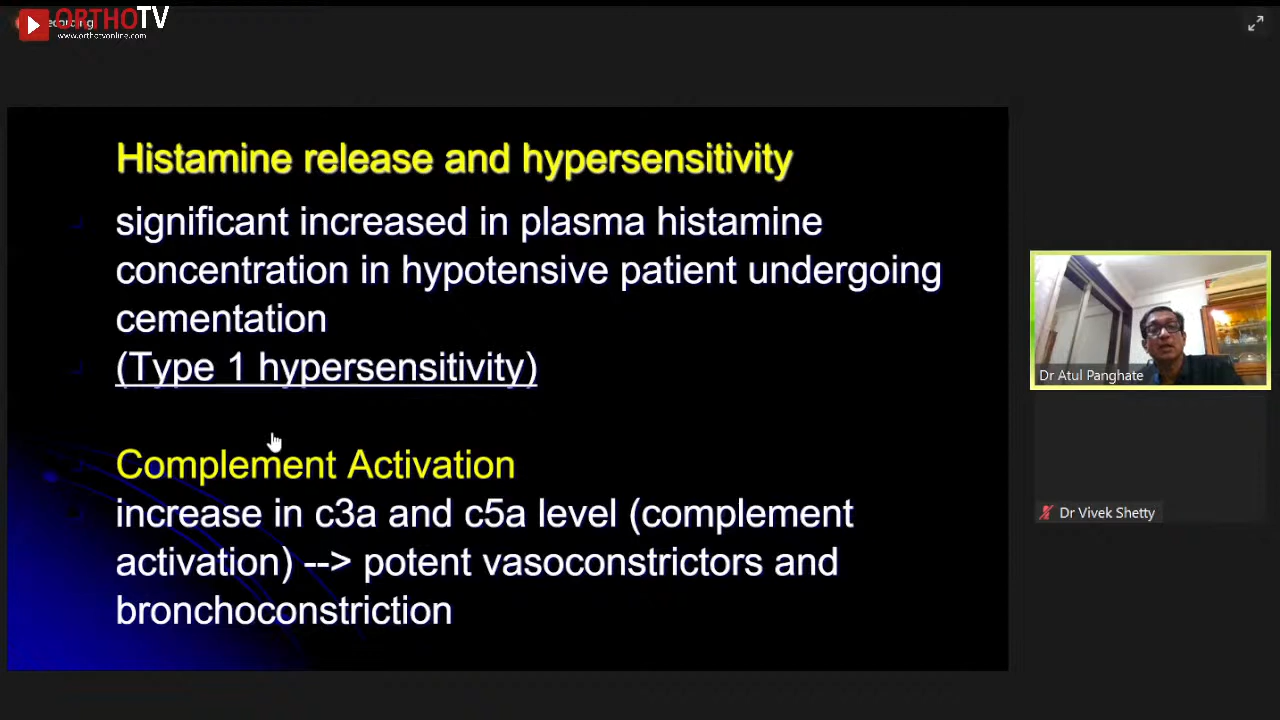 ORTHOTV
www.orthotvonline.com
Histamine release and hypersensitivity
significant increased in plasma histamine
concentration in hypotensive patient undergoing
cementation
(Type 1 hypersensitivity)
Complement Activation
increase in c3a and c5a level (complement
activation) --> potent vasoconstrictors and
bronchoconstriction
Dr Atul Panghate
Dr Vivek Shetty